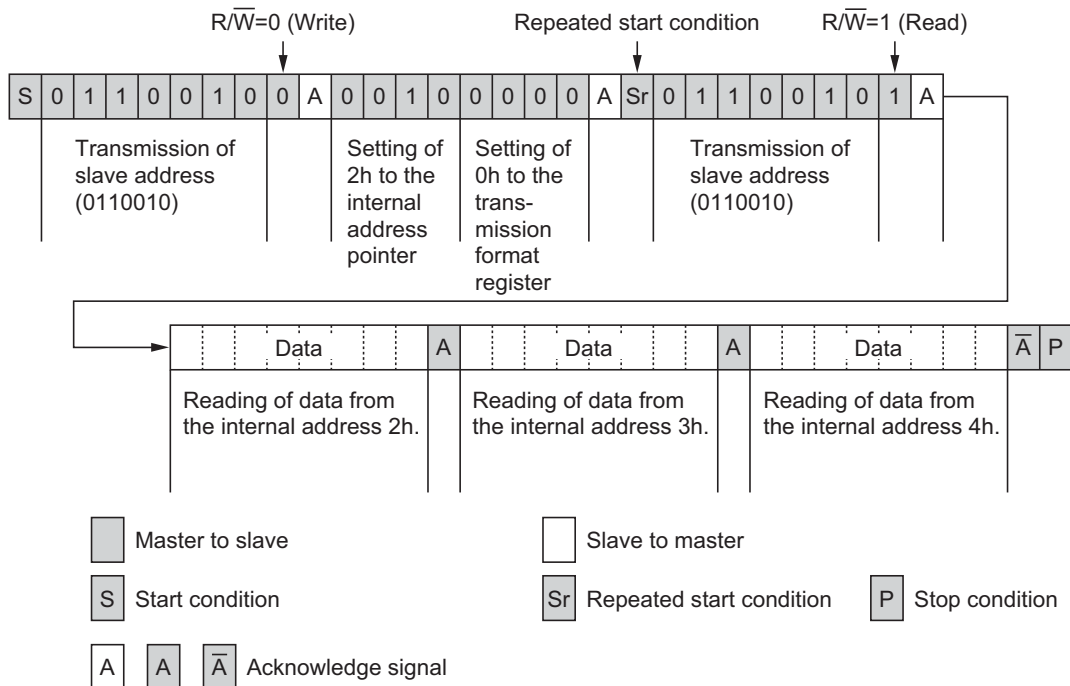 R/W̅=0 (Write) Repeated start condition R/W̅=1 (Read)
S 0 1 1 0 0 1 0 0 A 0 0 1 0 0 0 0 0 A Sr 0 1 1 0 0 1 0 1 A
Transmission of
slave address
(0110010)
Setting of
2h to the
internal
address
pointer
Setting of
0h to the
trans-
mission
format
register
Transmission of
slave address
(0110010)
Data A Data A Data A̅ P
Reading of data from
the internal address 2h.
Reading of data from
the internal address 3h.
Reading of data from
the internal address 4h.
Master to slave
Slave to master
S Start condition
Sr Repeated start condition
P Stop condition
A A A̅ Acknowledge signal